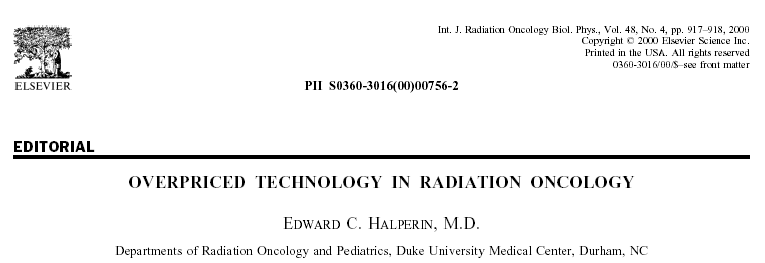 Int. J. Radiation Oncology Biol. Phys., Vol. 48, No. 4, pp. 917–918, 2000
Copyright © 2000 Elsevier Science Inc.
Printed in the USA. All rights reserved
0360-3016/00/$–see front matter
ELSEVIER
PII S0360-3016(00)00756-2
EDITORIAL
OVERPRICED TECHNOLOGY IN RADIATION ONCOLOGY
EDWARD C. HALPERIN, M.D.
Departments of Radiation Oncology and Pediatrics, Duke University Medical Center, Durham, NC